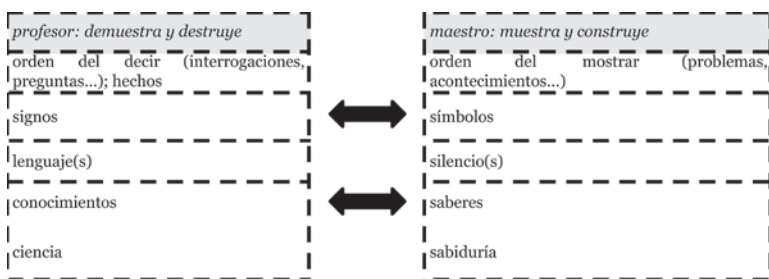 profesor: demuestra y destruye
orden del decir (interrogaciones,
preguntas...); hechos
signos
lenguaje(s)
conocimientos
ciencia
maestro: muestra y construye
orden del mostrar (problemas,
acontecimientos...)
símbolos
silencio(s)
saberes
sabiduría